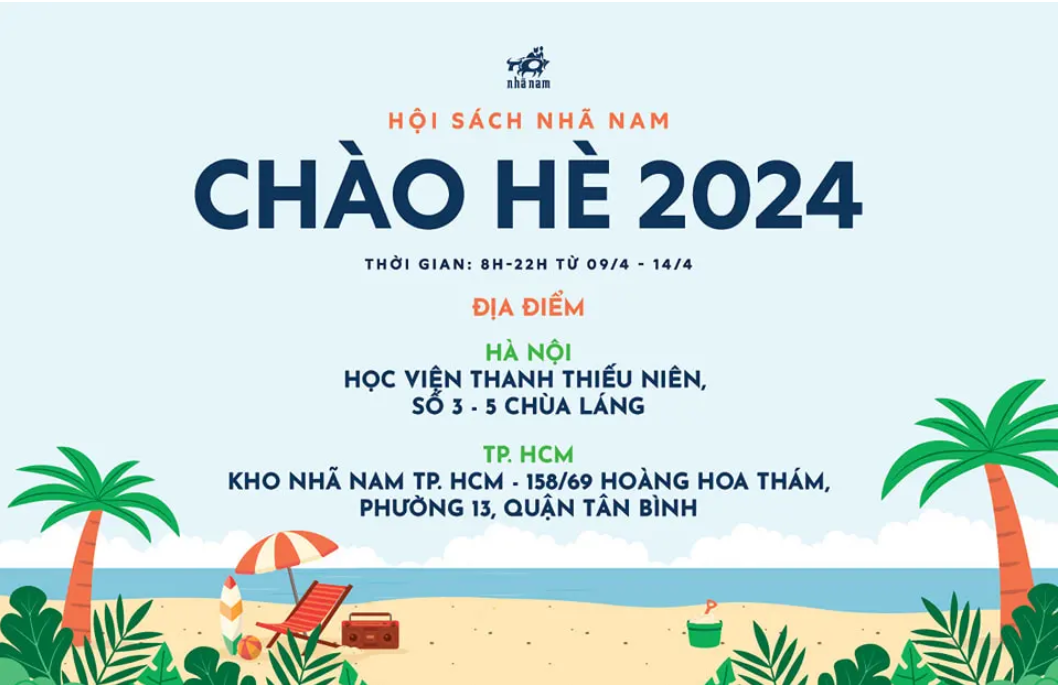 nhã nam
HỘI SÁCH NHÃ NAM
CHÀO HÈ 2024
THỜI GIAN: 8H-22H TỪ 09/4 - 14/4
ĐỊA ĐIỂM
HÀ NỘI
HỌC VIỆN THANH THIẾU NIÊN,
SỐ 3 - 5 CHÙA LÁNG
TP. HCM
KHO NHÃ NAM TP. HCM - 158/69 HOÀNG HOA THÁM,
PHƯỜNG 13, QUẬN TÂN BÌNH